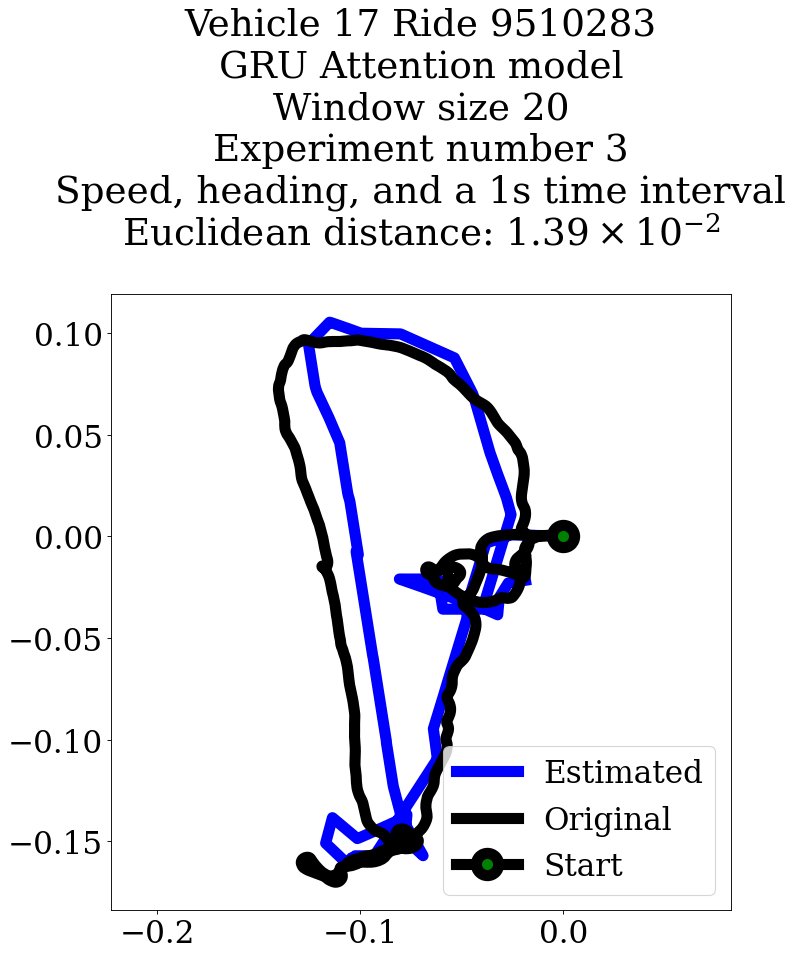 Vehicle 17 Ride 9510283
GRU Attention model
Window size 20
Experiment number 3
Speed, heading, and a 1s time interval
Euclidean distance: 1.39 × 10⁻²
0.10
0.05
0.00
−0.05
−0.10
−0.15
−0.2
−0.1
0.0
Estimated
Original
Start